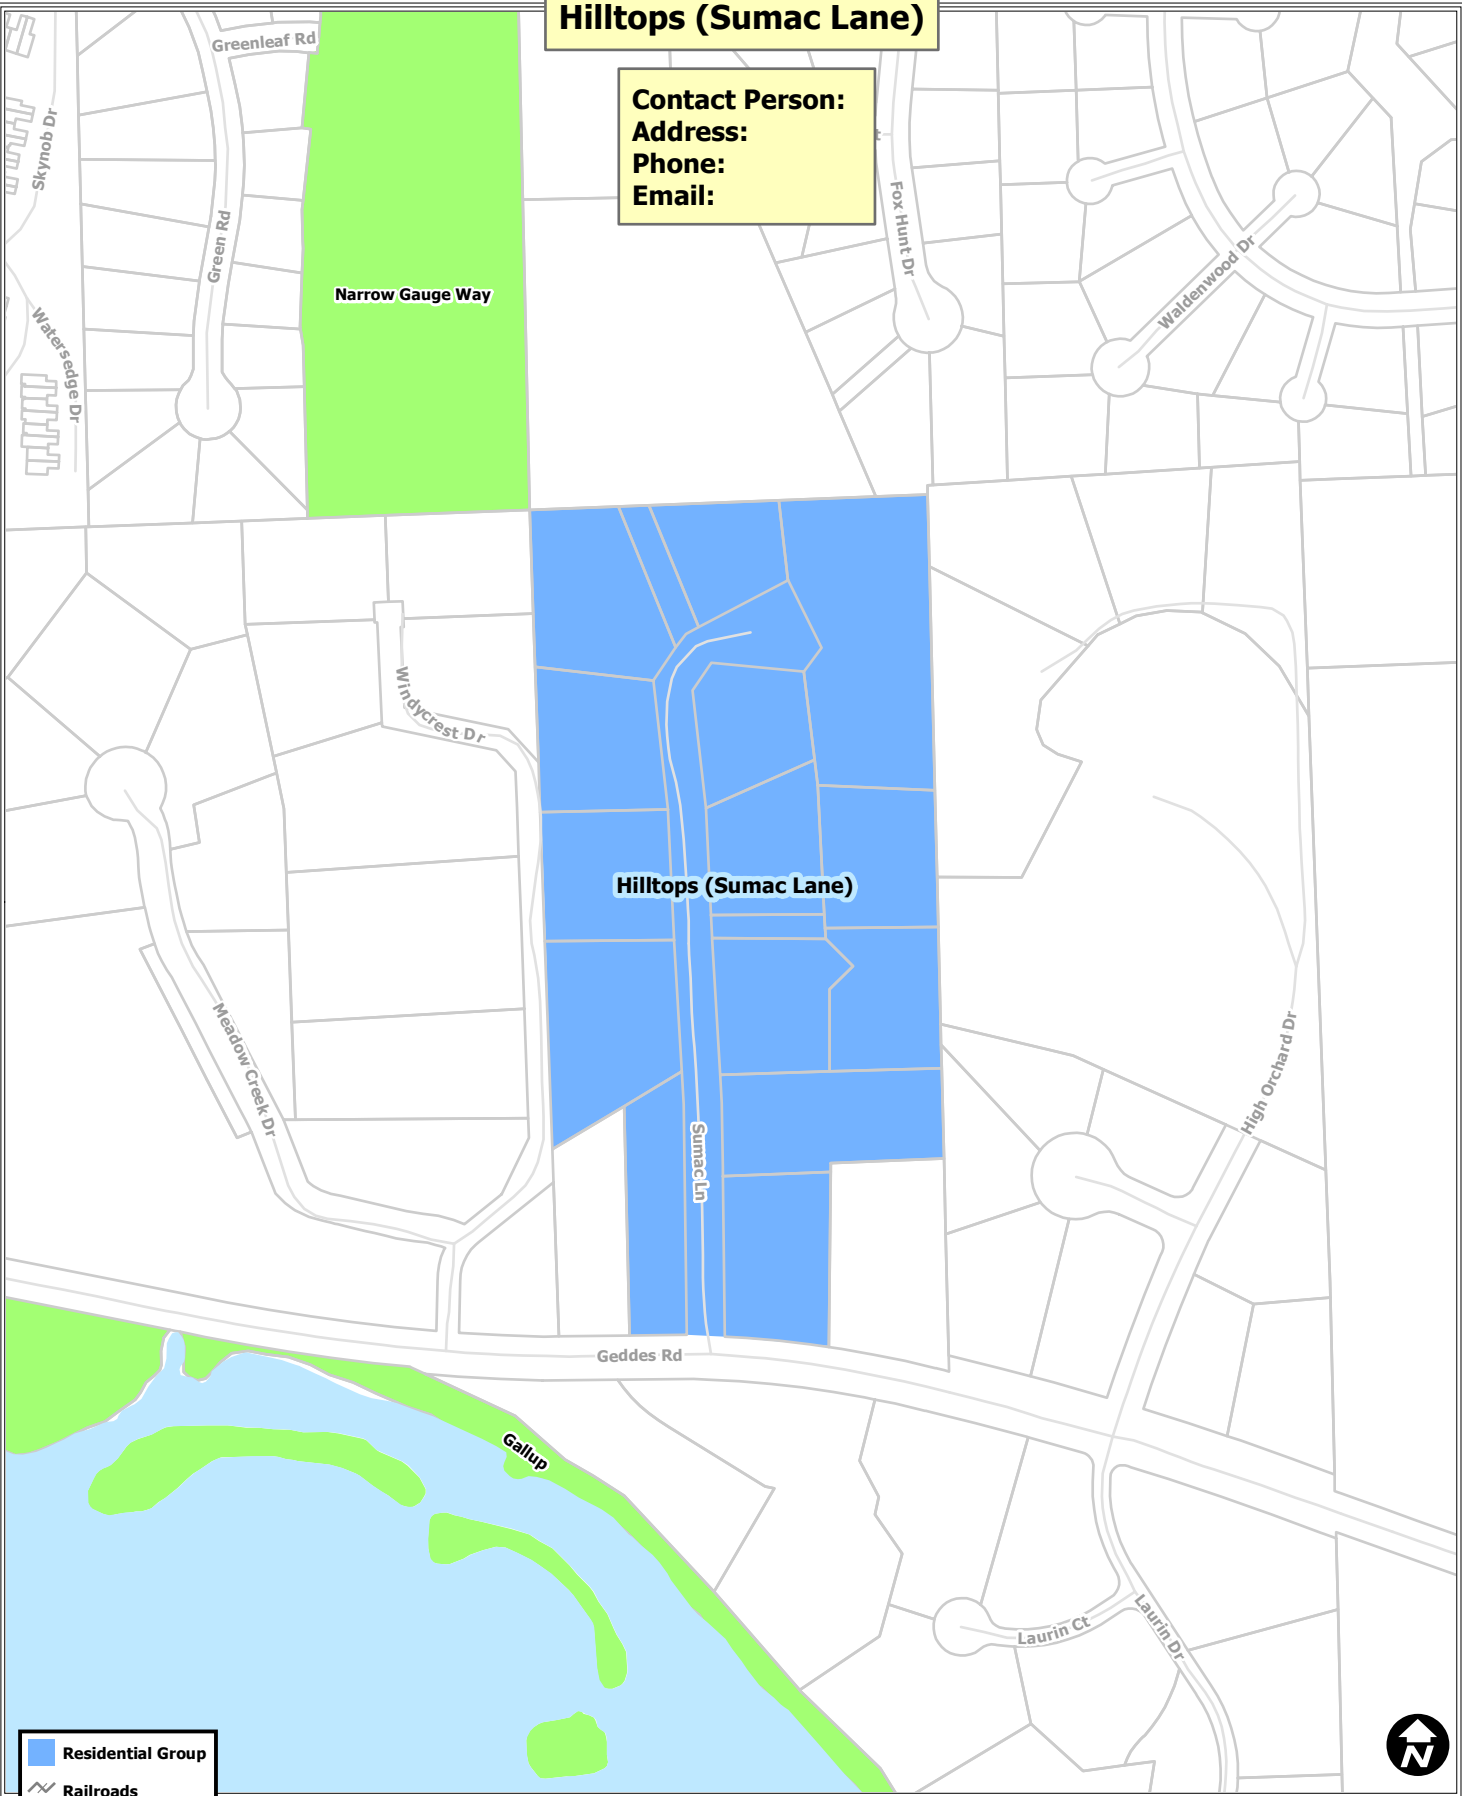 Hilltops (Sumac Lane)
Contact Person:
Address:
Phone:
Email:
Greenleaf Rd
Skynob Dr
Green Rd
Fox Hunt Dr
Waldenwood Dr
Narrow Gauge Way
Watersedge Dr
Windycrest Dr
Hilltops (Sumac Lane)
Meadow Creek Dr
High Orchard Dr
Sumac Ln
Geddes Rd
Gallup
Laurin Ct
Laurin Dr
Residential Group
Railroads
N